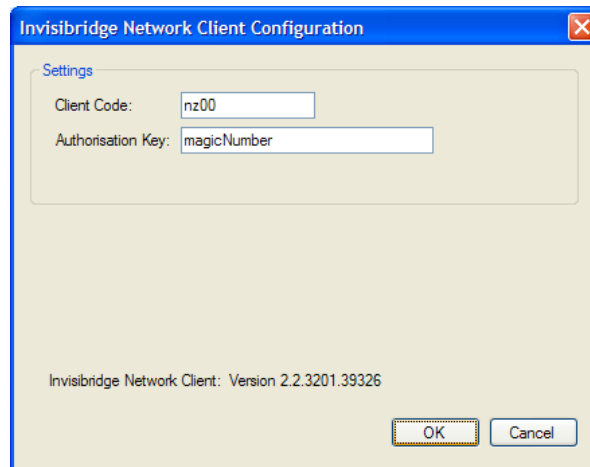 Invisibridge Network Client Configuration
Settings
Client Code: nz00
Authorisation Key: magicNumber
Invisibridge Network Client: Version 2.2.3201.39326
OK Cancel